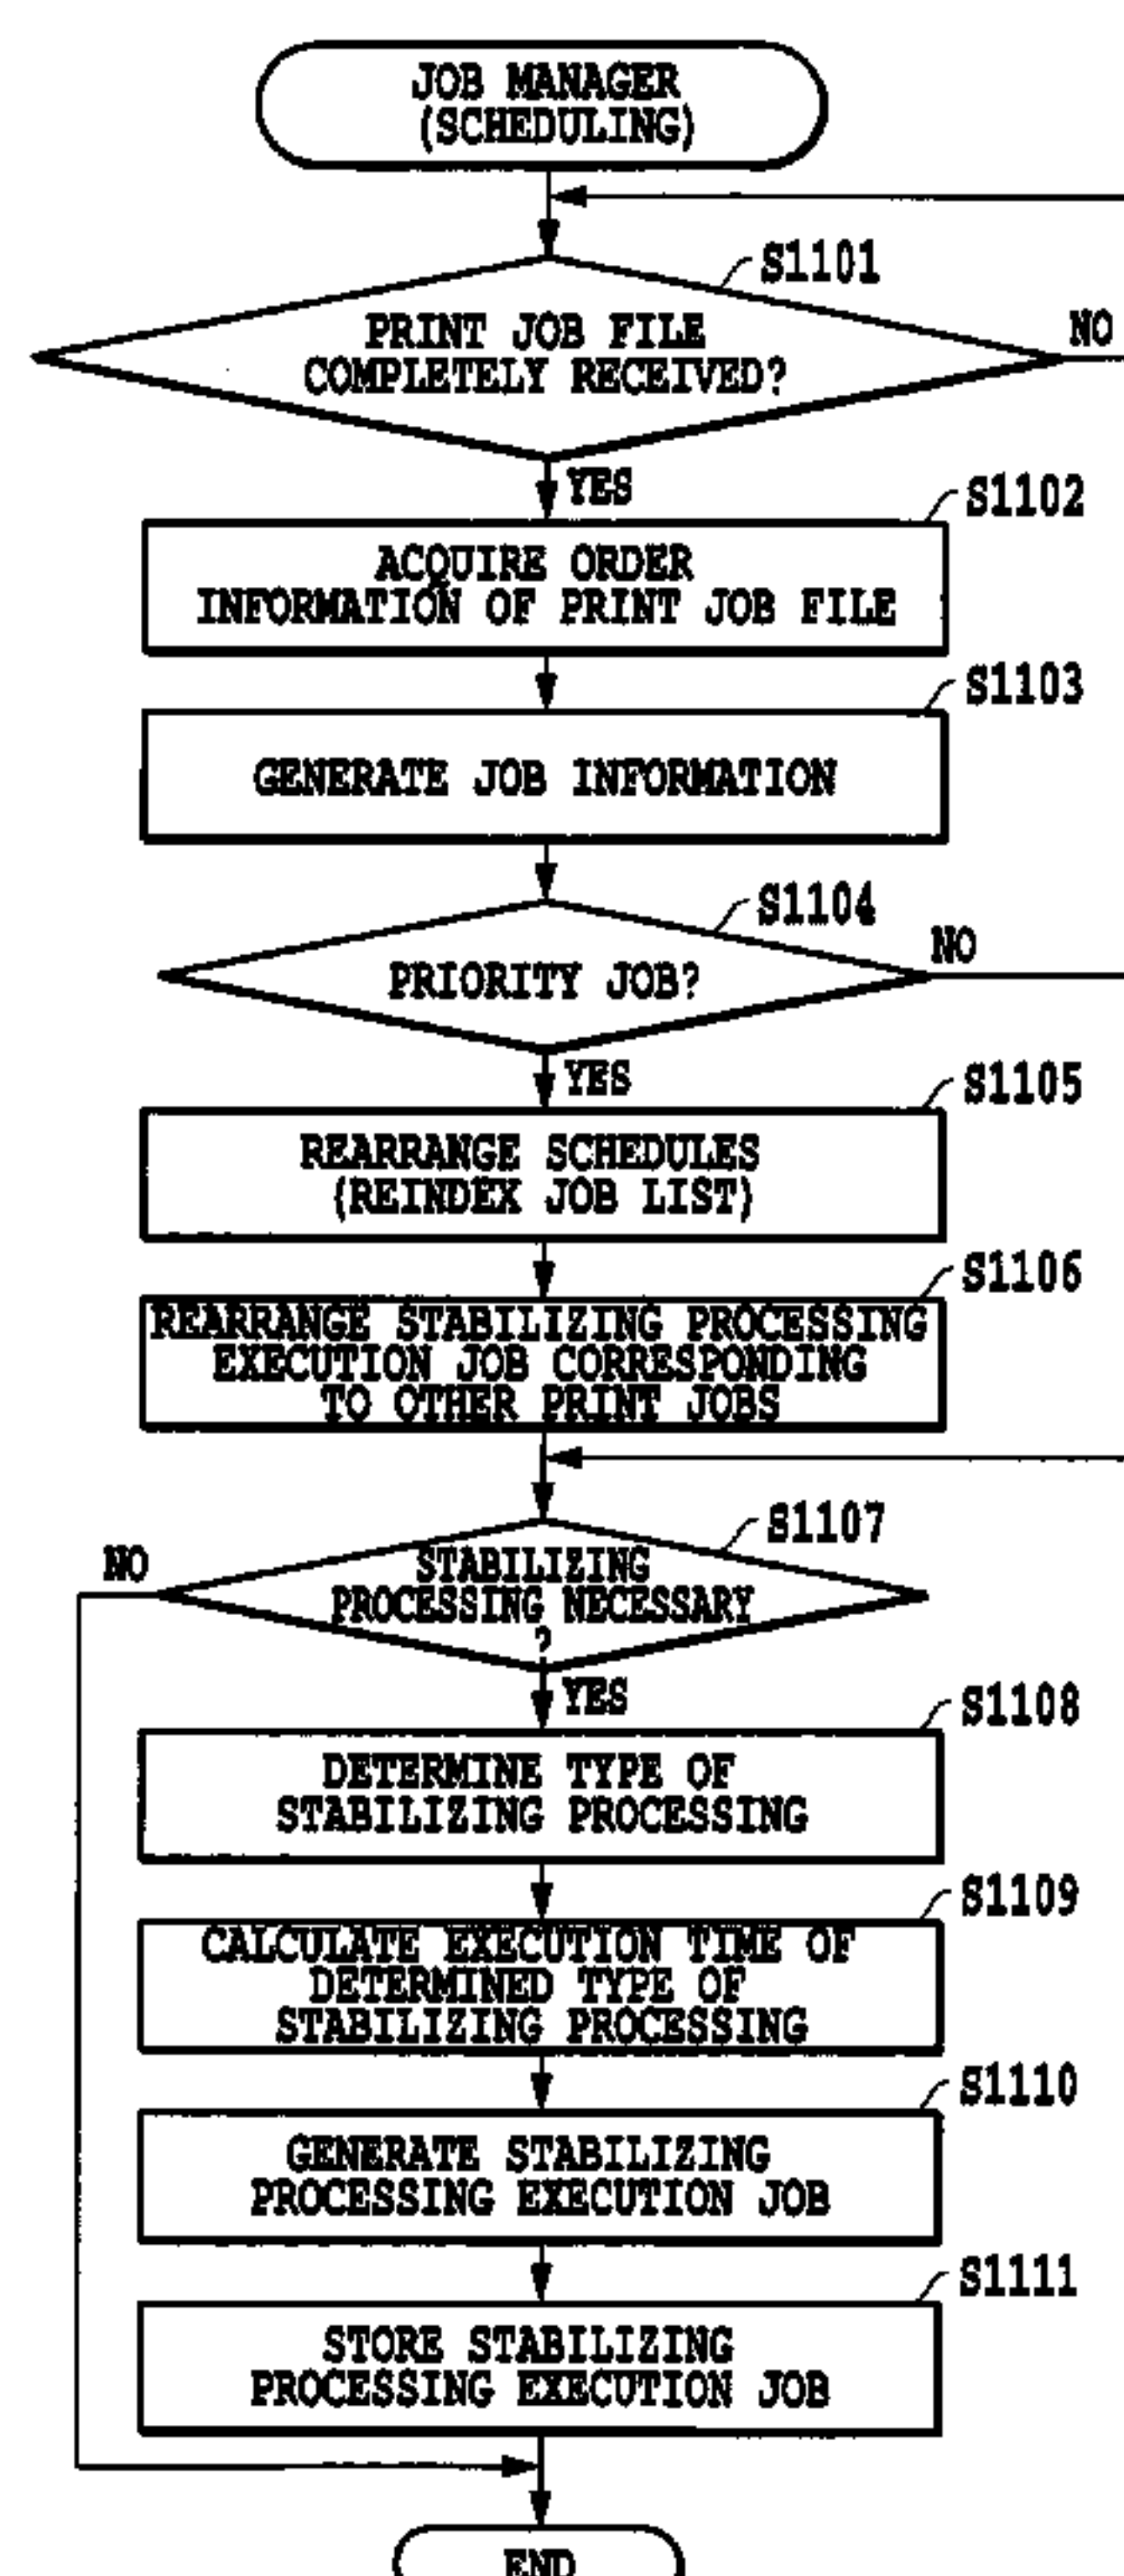 JOB MANAGER
(SCHEDULING)
S1101
PRINT JOB FILE
COMPLETELY RECEIVED?
NO
YES
S1102
ACQUIRE ORDER
INFORMATION OF PRINT JOB FILE
S1103
GENERATE JOB INFORMATION
S1104
PRIORITY JOB?
NO
YES
S1105
REARRANGE SCHEDULES
(REINDEX JOB LIST)
S1106
REARRANGE STABILIZING PROCESSING
EXECUTION JOB CORRESPONDING
TO OTHER PRINT JOBS
S1107
NO
STABILIZING
PROCESSING NECESSARY
?
YES
S1108
DETERMINE TYPE OF
STABILIZING PROCESSING
S1109
CALCULATE EXECUTION TIME OF
DETERMINED TYPE OF
STABILIZING PROCESSING
S1110
GENERATE STABILIZING
PROCESSING EXECUTION JOB
S1111
STORE STABILIZING
PROCESSING EXECUTION JOB
END